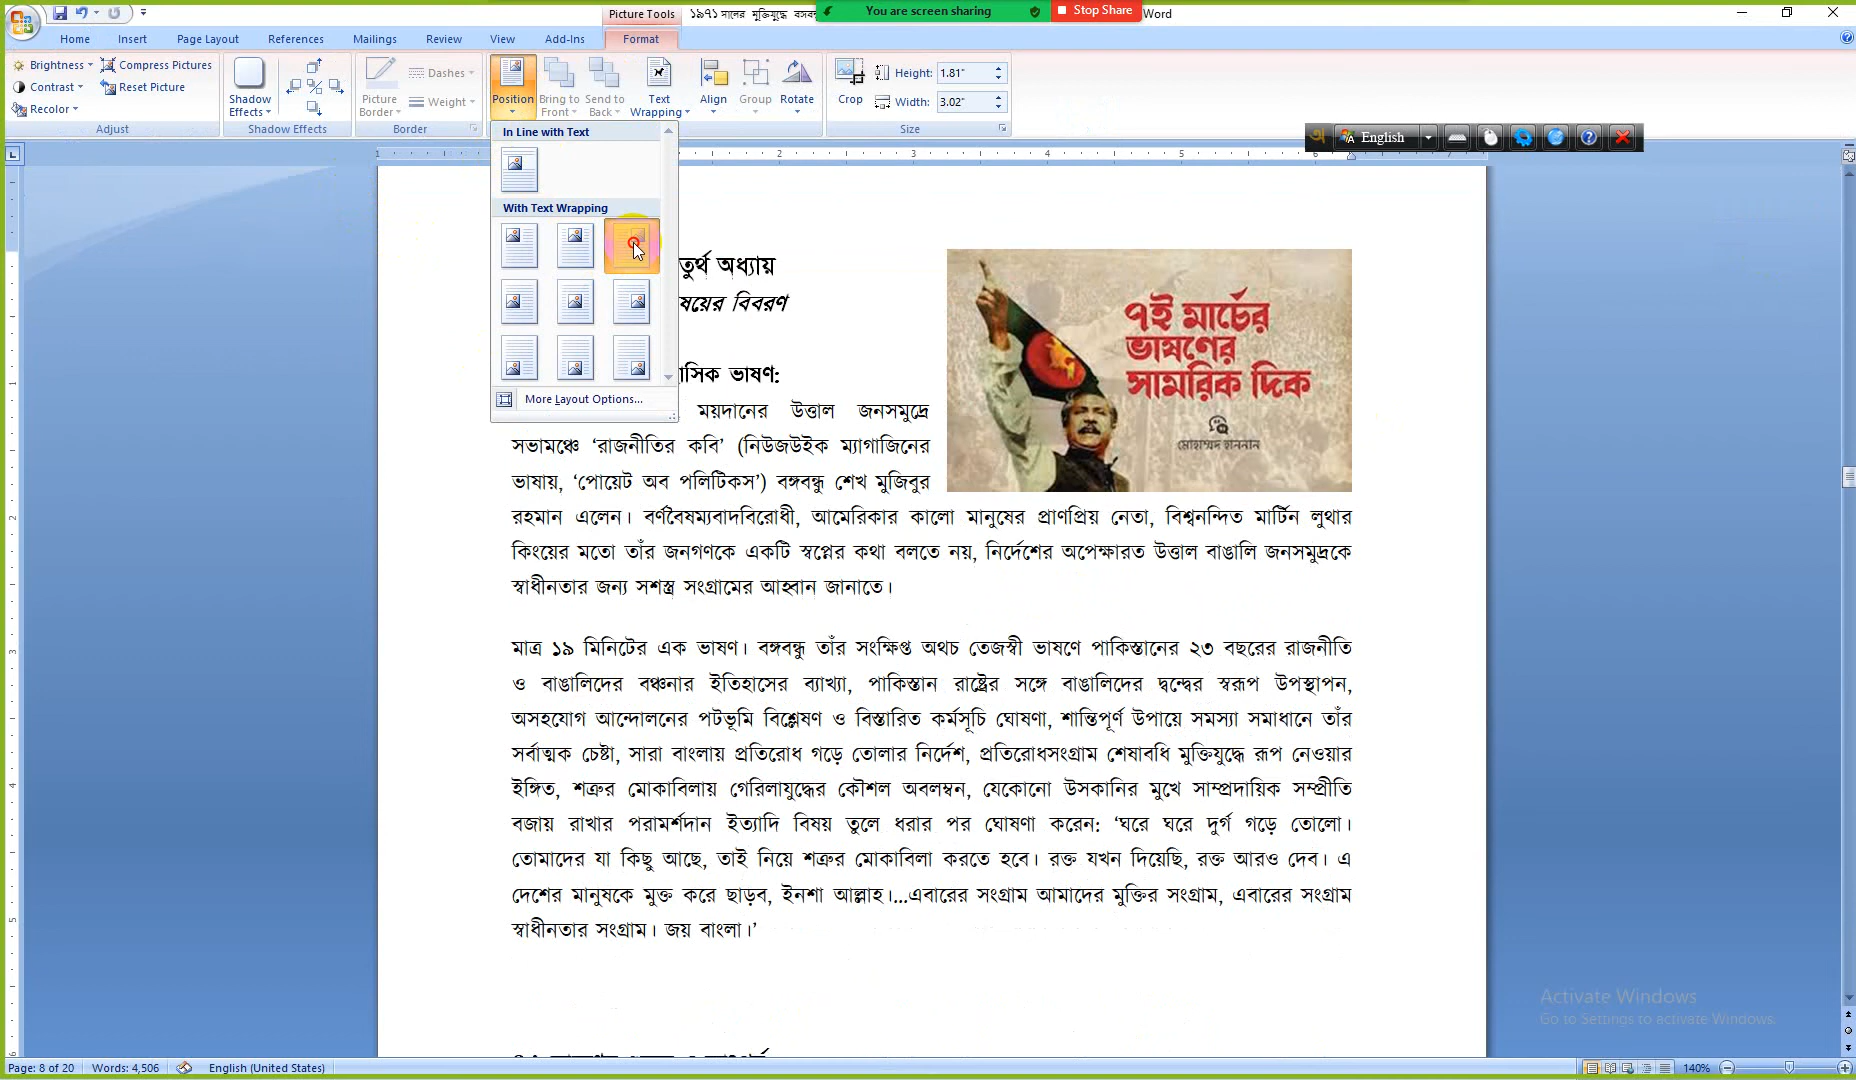 Picture Tools ১৯৭১ সালের মুক্তিযুদ্ধে You are screen sharing Stop Share Word
Home Insert Page Layout References Mailings Review View Add-Ins Format
Brightness Compress Pictures
Contrast Reset Picture
Recolor
Adjust
Shadow Effects
Shadow Effects
Picture Border
Dashes
Weight
Border
Position
Bring to Front
Send to Back
Text Wrapping
Align
Group
Rotate
Crop
Height: 1.81"
Width: 3.02"
Size
English
In Line with Text
With Text Wrapping
More Layout Options...
অধ্যায়
বিবরণ
ভাষণ:
৭ই মার্চের
ভাষণের
সামরিক দিক
মোহাম্মদ হাননান
ময়দানের উত্তাল জনসমুদ্রে
সভামঞ্চে ‘রাজনীতির কবি’ (নিউজউইক ম্যাগাজিনের
ভাষায়, ‘পোয়েট অব পলিটিকস’) বঙ্গবন্ধু শেখ মুজিবুর
রহমান এলেন। বর্ণবৈষম্যবাদবিরোধী, আমেরিকার কালো মানুষের প্রাণপ্রিয় নেতা, বিশ্বনন্দিত মার্টিন লুথার
কিংয়ের মতো তাঁর জনগণকে একটি স্বপ্নের কথা বলতে নয়, নির্দেশের অপেক্ষারত উত্তাল বাঙালি জনসমুদ্রকে
স্বাধীনতার জন্য সশস্ত্র সংগ্রামের আহ্বান জানাতে।
মাত্র ১৯ মিনিটের এক ভাষণ। বঙ্গবন্ধু তাঁর সংক্ষিপ্ত অথচ তেজস্বী ভাষণে পাকিস্তানের ২৩ বছরের রাজনীতি
ও বাঙালিদের বঞ্চনার ইতিহাসের ব্যাখ্যা, পাকিস্তান রাষ্ট্রের সঙ্গে বাঙালিদের দ্বন্দ্বের স্বরূপ উপস্থাপন,
অসহযোগ আন্দোলনের পটভূমি বিশ্লেষণ ও বিস্তারিত কর্মসূচি ঘোষণা, শান্তিপূর্ণ উপায়ে সমস্যা সমাধানে তাঁর
সর্বাত্মক চেষ্টা, সারা বাংলায় প্রতিরোধ গড়ে তোলার নির্দেশ, প্রতিরোধসংগ্রাম শেষাবধি মুক্তিযুদ্ধে রূপ নেওয়ার
ইঙ্গিত, শত্রুর মোকাবিলায় গেরিলাযুদ্ধের কৌশল অবলম্বন, যেকোনো উসকানির মুখে সাম্প্রদায়িক সম্প্রীতি
বজায় রাখার পরামর্শদান ইত্যাদি বিষয় তুলে ধরার পর ঘোষণা করেন: ‘ঘরে ঘরে দুর্গ গড়ে তোলো।
তোমাদের যা কিছু আছে, তাই নিয়ে শত্রুর মোকাবিলা করতে হবে। রক্ত যখন দিয়েছি, রক্ত আরও দেব। এ
দেশের মানুষকে মুক্ত করে ছাড়ব, ইনশা আল্লাহ।...এবারের সংগ্রাম আমাদের মুক্তির সংগ্রাম, এবারের সংগ্রাম
স্বাধীনতার সংগ্রাম। জয় বাংলা।’
Activate Windows
Go to Settings to activate Windows.
Page: 8 of 20 Words: 4,506 English (United States) 140%